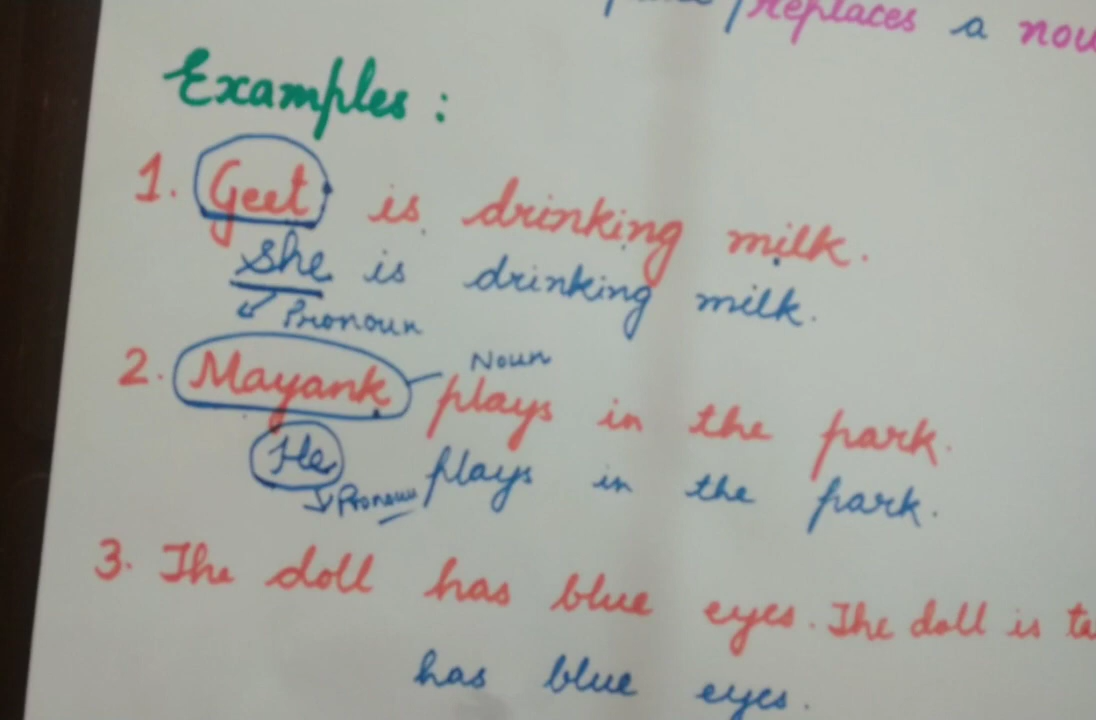 replaces a
Examples :
1. Geet is drinking milk.
She is drinking milk.
Pronoun
Noun
2. Mayank plays in the park.
He plays in the park.
Pronoun
3. The doll has blue eyes. The doll is
has blue eyes.